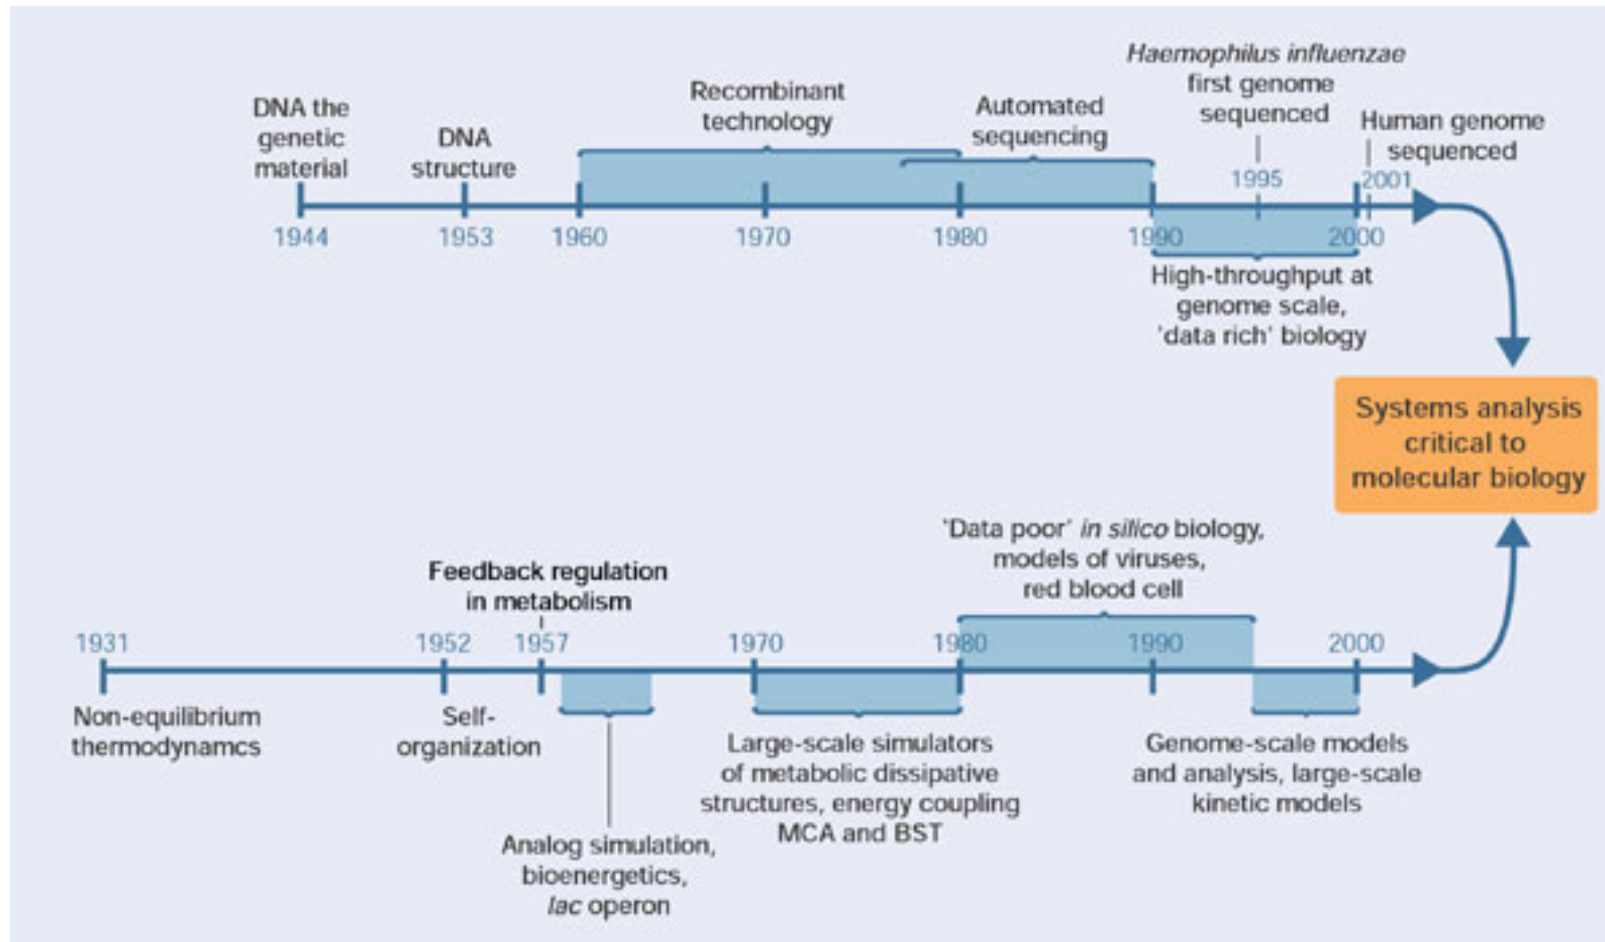 Haemophilus influenzae
first genome
sequenced
Recombinant
technology
Automated
sequencing
DNA the
genetic
material
DNA
structure
Human genome
sequenced
1995
2001
1944
1953
1960
1970
1980
1990
2000
High-throughput at
genome scale,
'data rich' biology
Systems analysis
critical to
molecular biology
'Data poor' in silico biology,
models of viruses,
red blood cell
Feedback regulation
in metabolism
1931
1952
1957
1970
1980
1990
2000
Non-equilibrium
thermodynamcs
Self-
organization
Large-scale simulators
of metabolic dissipative
structures, energy coupling
MCA and BST
Genome-scale models
and analysis, large-scale
kinetic models
Analog simulation,
bioenergetics,
lac operon